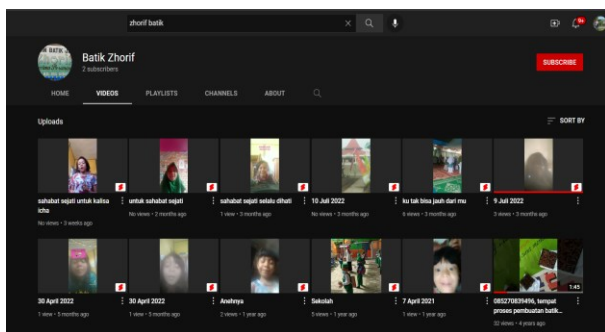 zhorif batik
9+
BATIK
Batik Zhorif
2 subscribers
SUBSCRIBE
HOME VIDEOS PLAYLISTS CHANNELS ABOUT
Uploads
SORT BY
sahabat sejati untuk kalisa icha
No views • 3 weeks ago
untuk sahabat sejati
No views • 2 months ago
sahabat sejati selalu dihati
1 view • 3 months ago
10 Juli 2022
No views • 3 months ago
ku tak bisa jauh dari mu
6 views • 3 months ago
9 Juli 2022
3 views • 3 months ago
30 April 2022
1 view • 5 months ago
30 April 2022
1 view • 5 months ago
Anehnya
2 views • 1 year ago
Sekolah
5 views • 1 year ago
7 April 2021
1 view • 1 year ago
1:45
085270839496, tempat
proses pembuatan batik...
32 views • 4 years ago